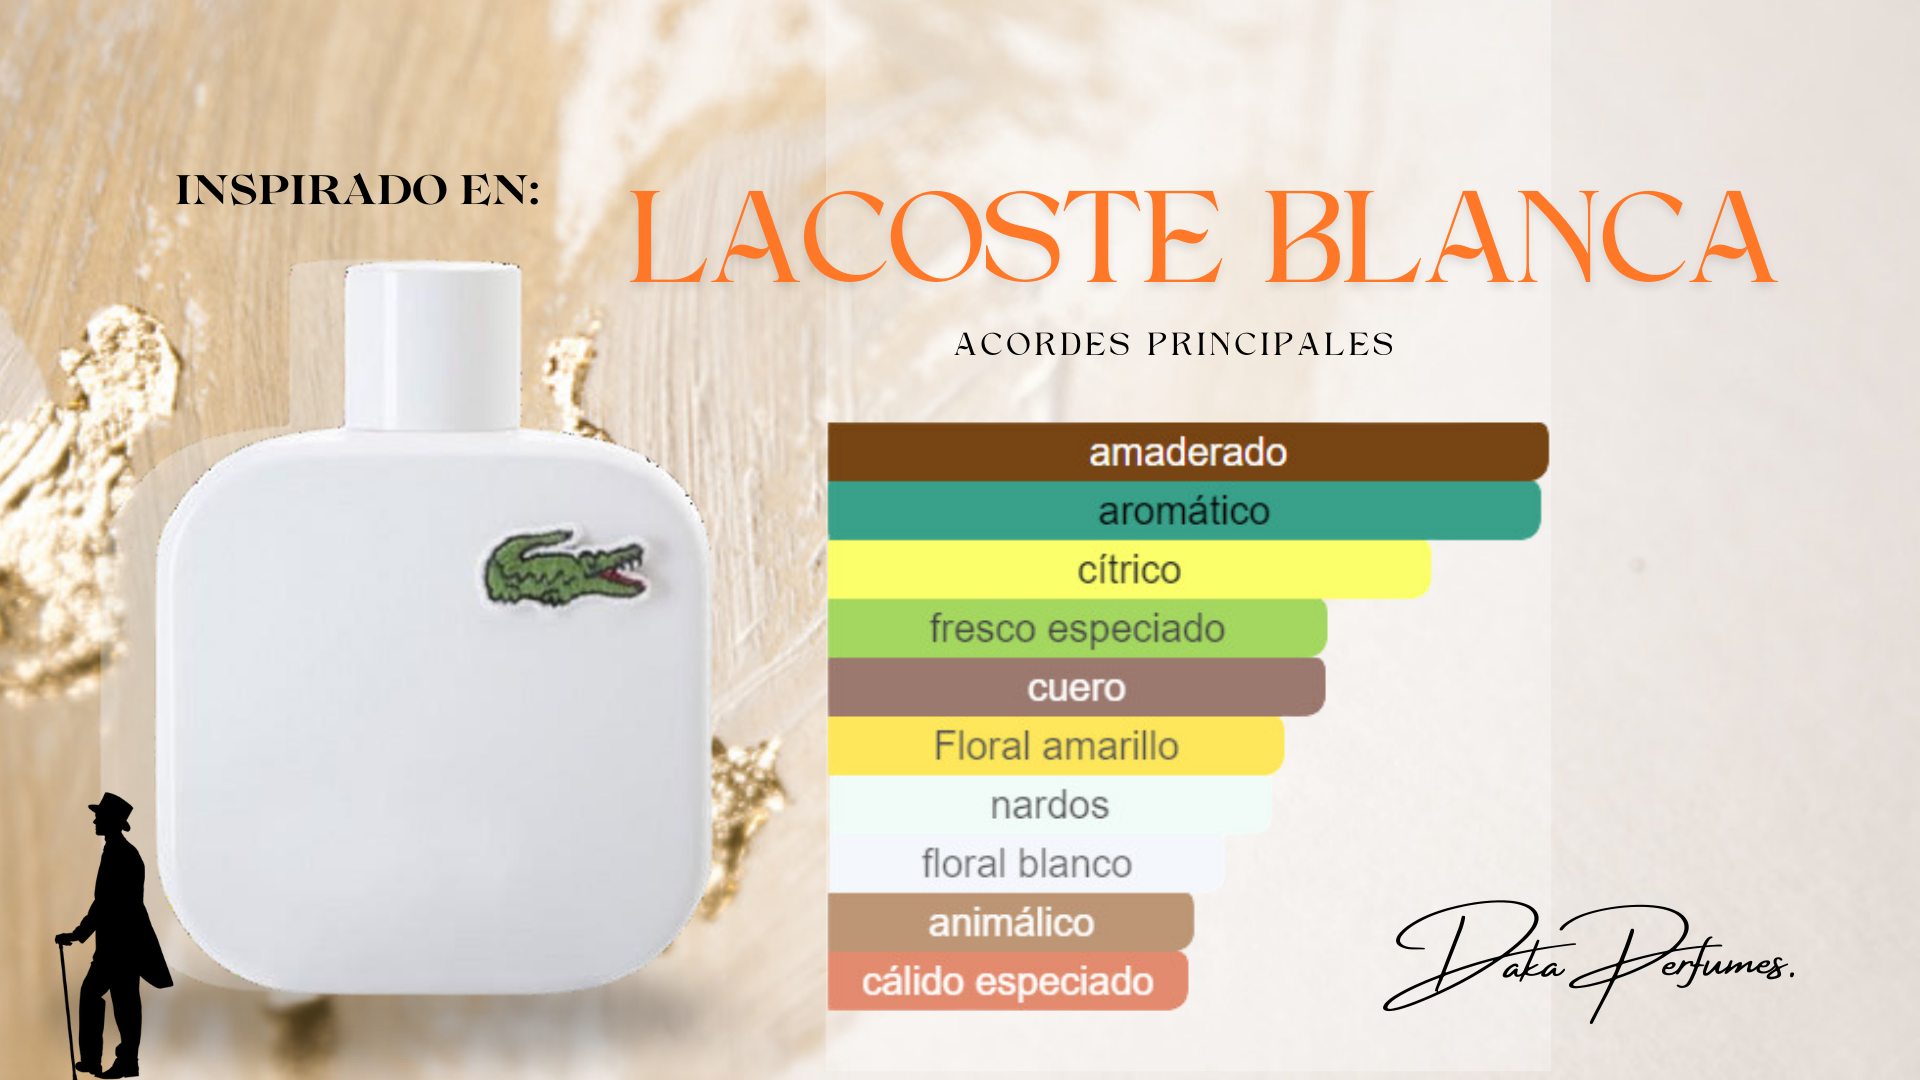 INSPIRADO EN:
LACOSTE BLANCA
ACORDES PRINCIPALES
amaderado
aromático
cítrico
fresco especiado
cuero
Floral amarillo
nardos
floral blanco
animálico
cálido especiado
Daka Perfumes.